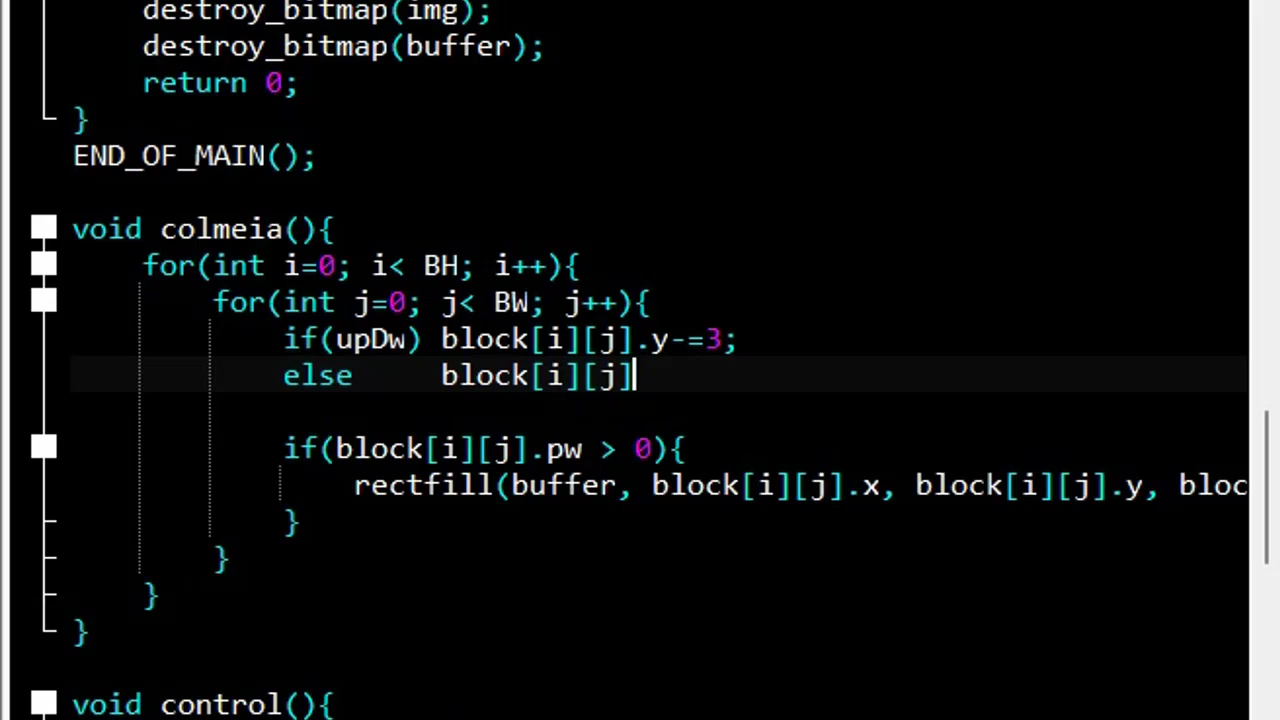 destroy_bitmap(img);
destroy_bitmap(buffer);
return 0;
}
END_OF_MAIN();
void colmeia(){
for(int i=0; i< BH; i++){
for(int j=0; j< BW; j++){
if(upDw) block[i][j].y-=3;
else     block[i][j]
if(block[i][j].pw > 0){
rectfill(buffer, block[i][j].x, block[i][j].y, bloc
}
}
}
}
void control(){